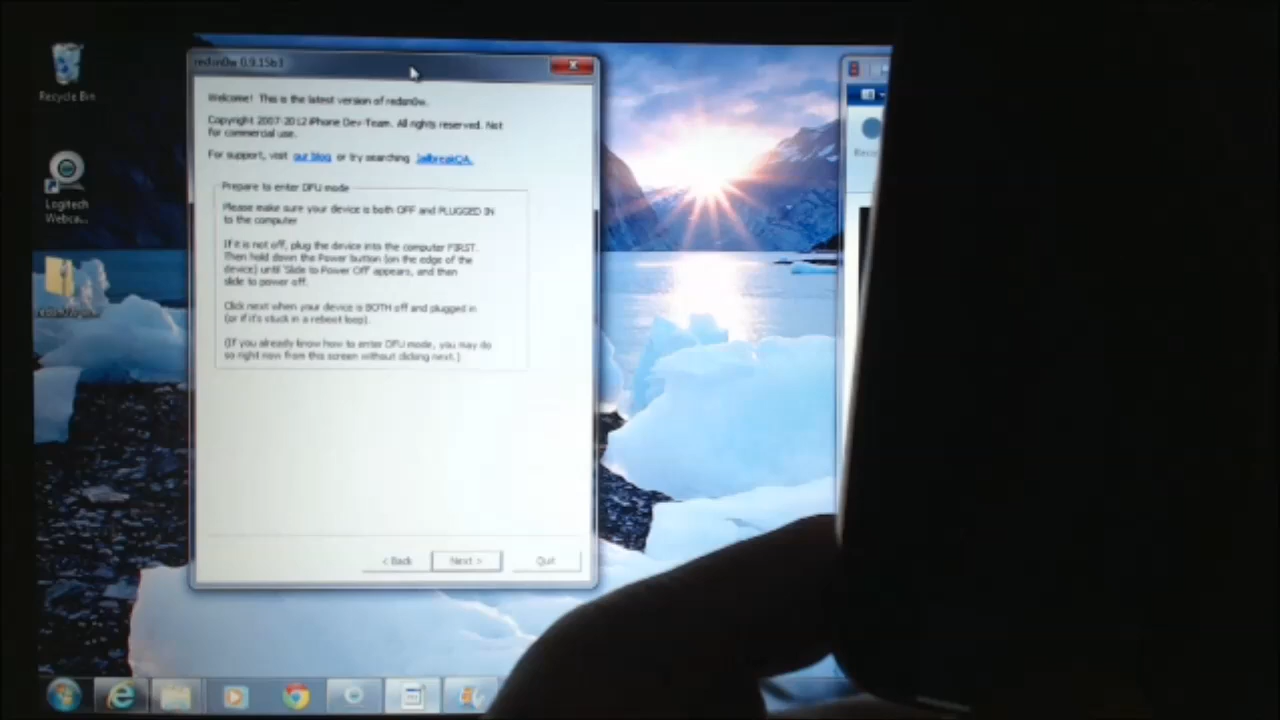 Recycle Bin
Logitech
Webca...
redsn0w 0.9.15b3
Welcome! This is the latest version of redsn0w.
Copyright 2007-2012 iPhone Dev-Team. All rights reserved. Not
for commercial use.
For support, visit our blog or try searching JailbreakQA.
Prepare to enter DFU mode
Please make sure your device is both OFF and PLUGGED IN
to the computer
If it is not off, plug the device into the computer FIRST.
Then hold down the Power button (on the edge of the
device) until 'Slide to Power Off' appears, and then
slide to power off.
Click next when your device is BOTH off and plugged in
(or if it's stuck in a reboot loop).
(If you already know how to enter DFU mode, you may do
so right now from this screen without clicking next.)
< Back
Next >
Quit